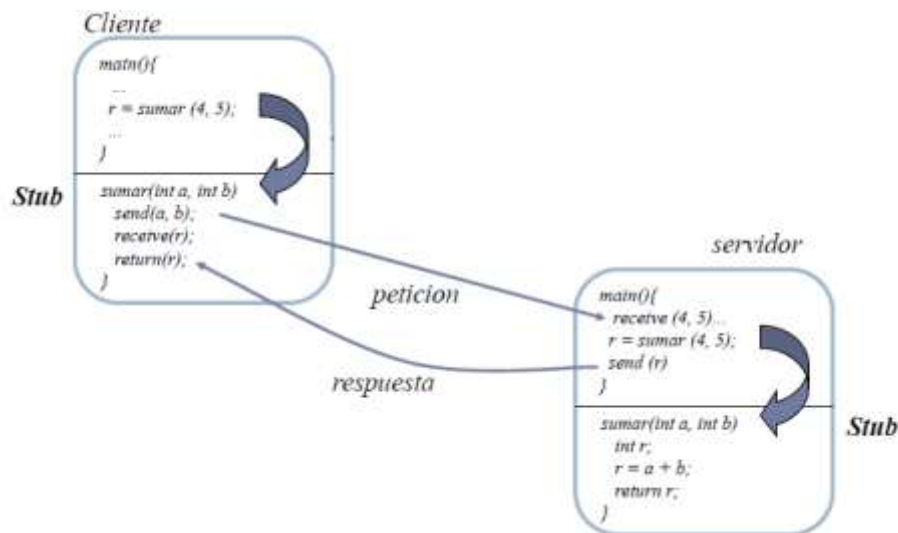 Cliente
main(){
...
r = sumar (4, 5);
...
}
Stub
sumar(int a, int b)
send(a, b);
receive(r);
return(r);
}
peticion
respuesta
servidor
main(){
receive (4, 5)...
r = sumar (4, 5);
send (r)
}
sumar(int a, int b)
int r;
r = a + b;
return r;
}
Stub